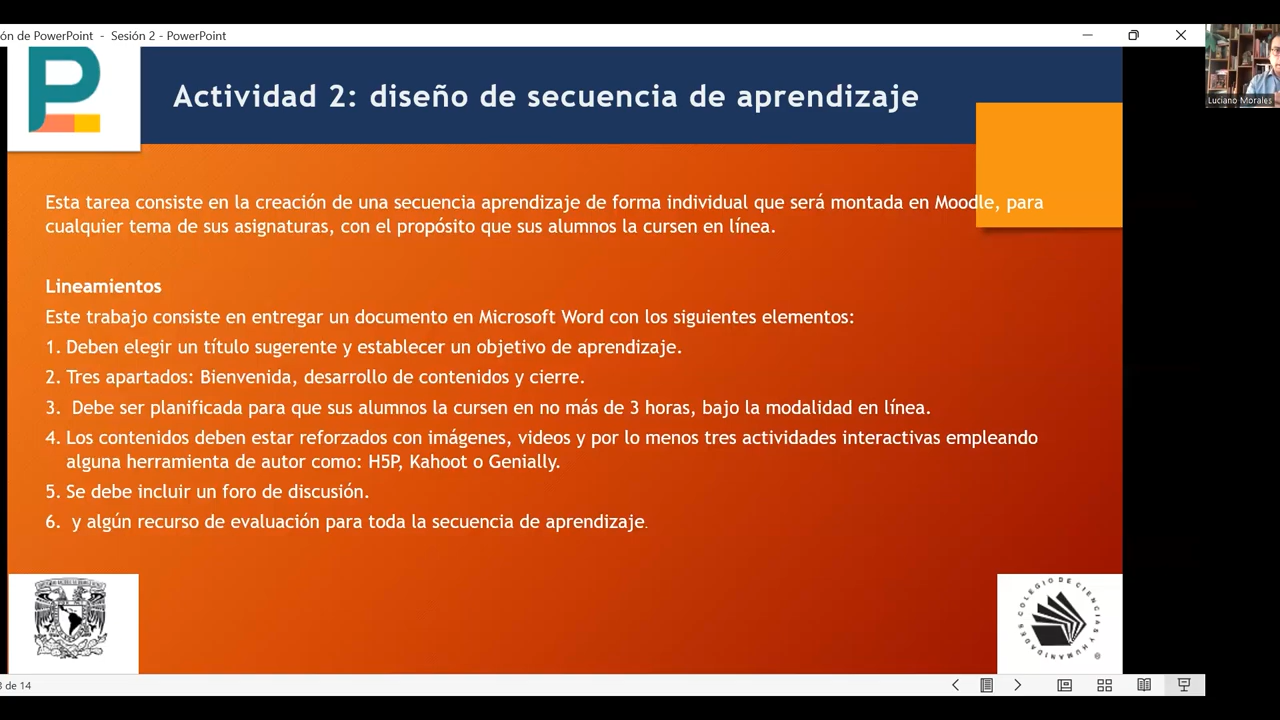 ón de PowerPoint - Sesión 2 - PowerPoint
Luciano Morales
P
Actividad 2: diseño de secuencia de aprendizaje
Esta tarea consiste en la creación de una secuencia aprendizaje de forma individual que será montada en Moodle, para
cualquier tema de sus asignaturas, con el propósito que sus alumnos la cursen en línea.
Lineamientos
Este trabajo consiste en entregar un documento en Microsoft Word con los siguientes elementos:
1. Deben elegir un título sugerente y establecer un objetivo de aprendizaje.
2. Tres apartados: Bienvenida, desarrollo de contenidos y cierre.
3. Debe ser planificada para que sus alumnos la cursen en no más de 3 horas, bajo la modalidad en línea.
4. Los contenidos deben estar reforzados con imágenes, videos y por lo menos tres actividades interactivas empleando
alguna herramienta de autor como: H5P, Kahoot o Genially.
5. Se debe incluir un foro de discusión.
6. y algún recurso de evaluación para toda la secuencia de aprendizaje.
COLEGIO DE CIENCIAS Y HUMANIDADES
de 14